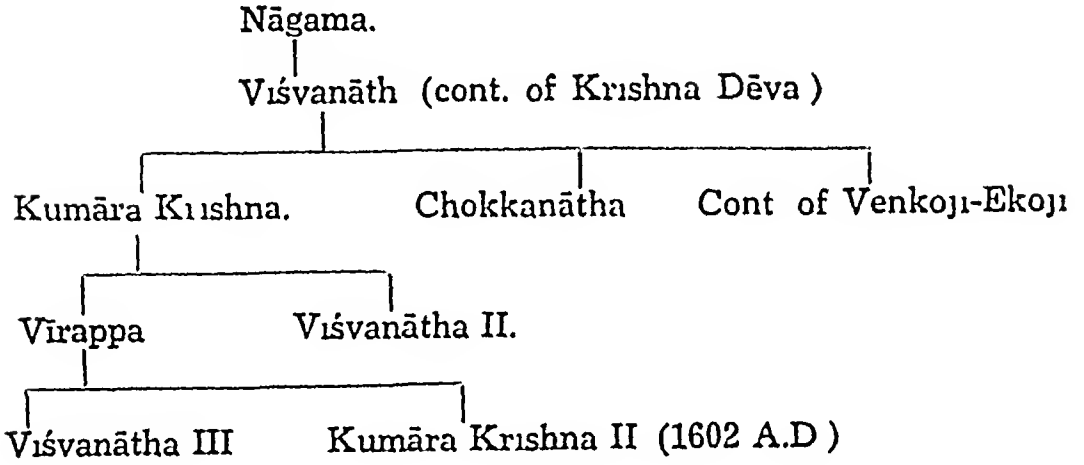 Nāgama.
Viśvanāth (cont. of Krishna Dēva )
Kumāra Krishna. Chokkanātha Cont of Venkoji-Ekoji
Vīrappa Viśvanātha II.
Viśvanātha III Kumāra Krishna II (1602 A.D )